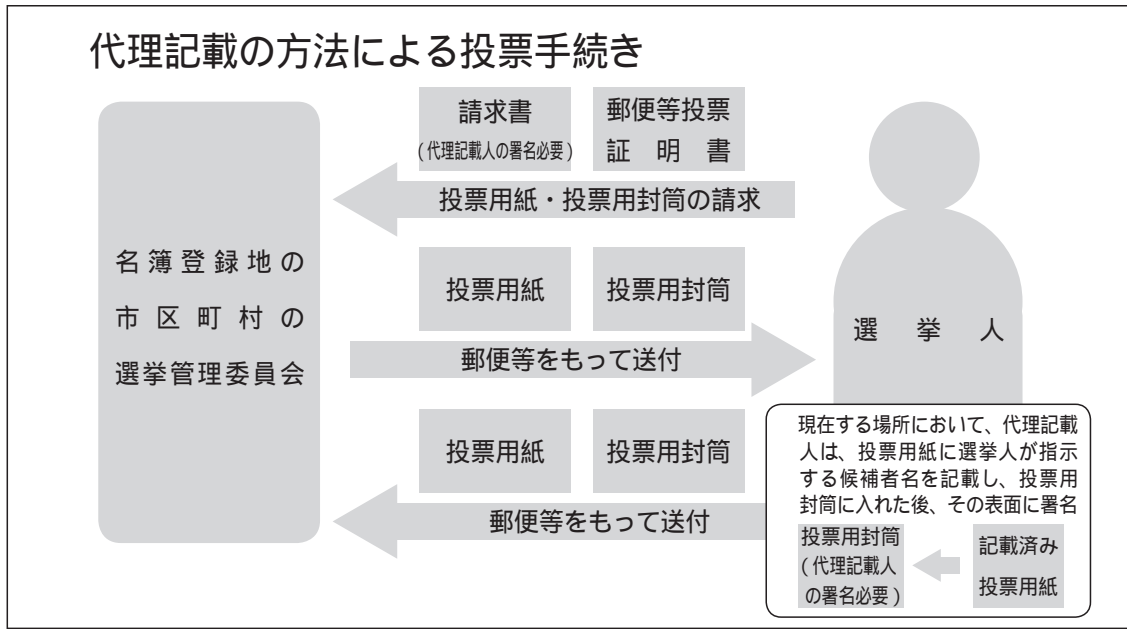 代理記載の方法による投票手続き
請求書
(代理記載人の署名必要)
郵便等投票
証明書
投票用紙・投票用封筒の請求
名簿登録地の
市区町村の
選挙管理委員会
投票用紙
投票用封筒
郵便等をもって送付
選挙人
投票用紙
投票用封筒
郵便等をもって送付
現在する場所において、代理記載
人は、投票用紙に選挙人が指示
する候補者名を記載し、投票用
封筒に入れた後、その表面に署名
投票用封筒
(代理記載人
の署名必要)
記載済み
投票用紙